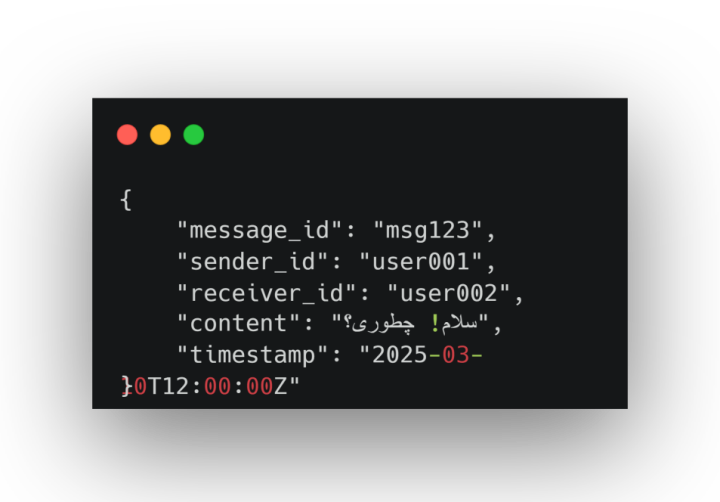 {
"message_id": "msg123",
"sender_id": "user001",
"receiver_id": "user002",
"content": "سلام! چطوری؟",
"timestamp": "2025-03-
}0T12:00:00Z"